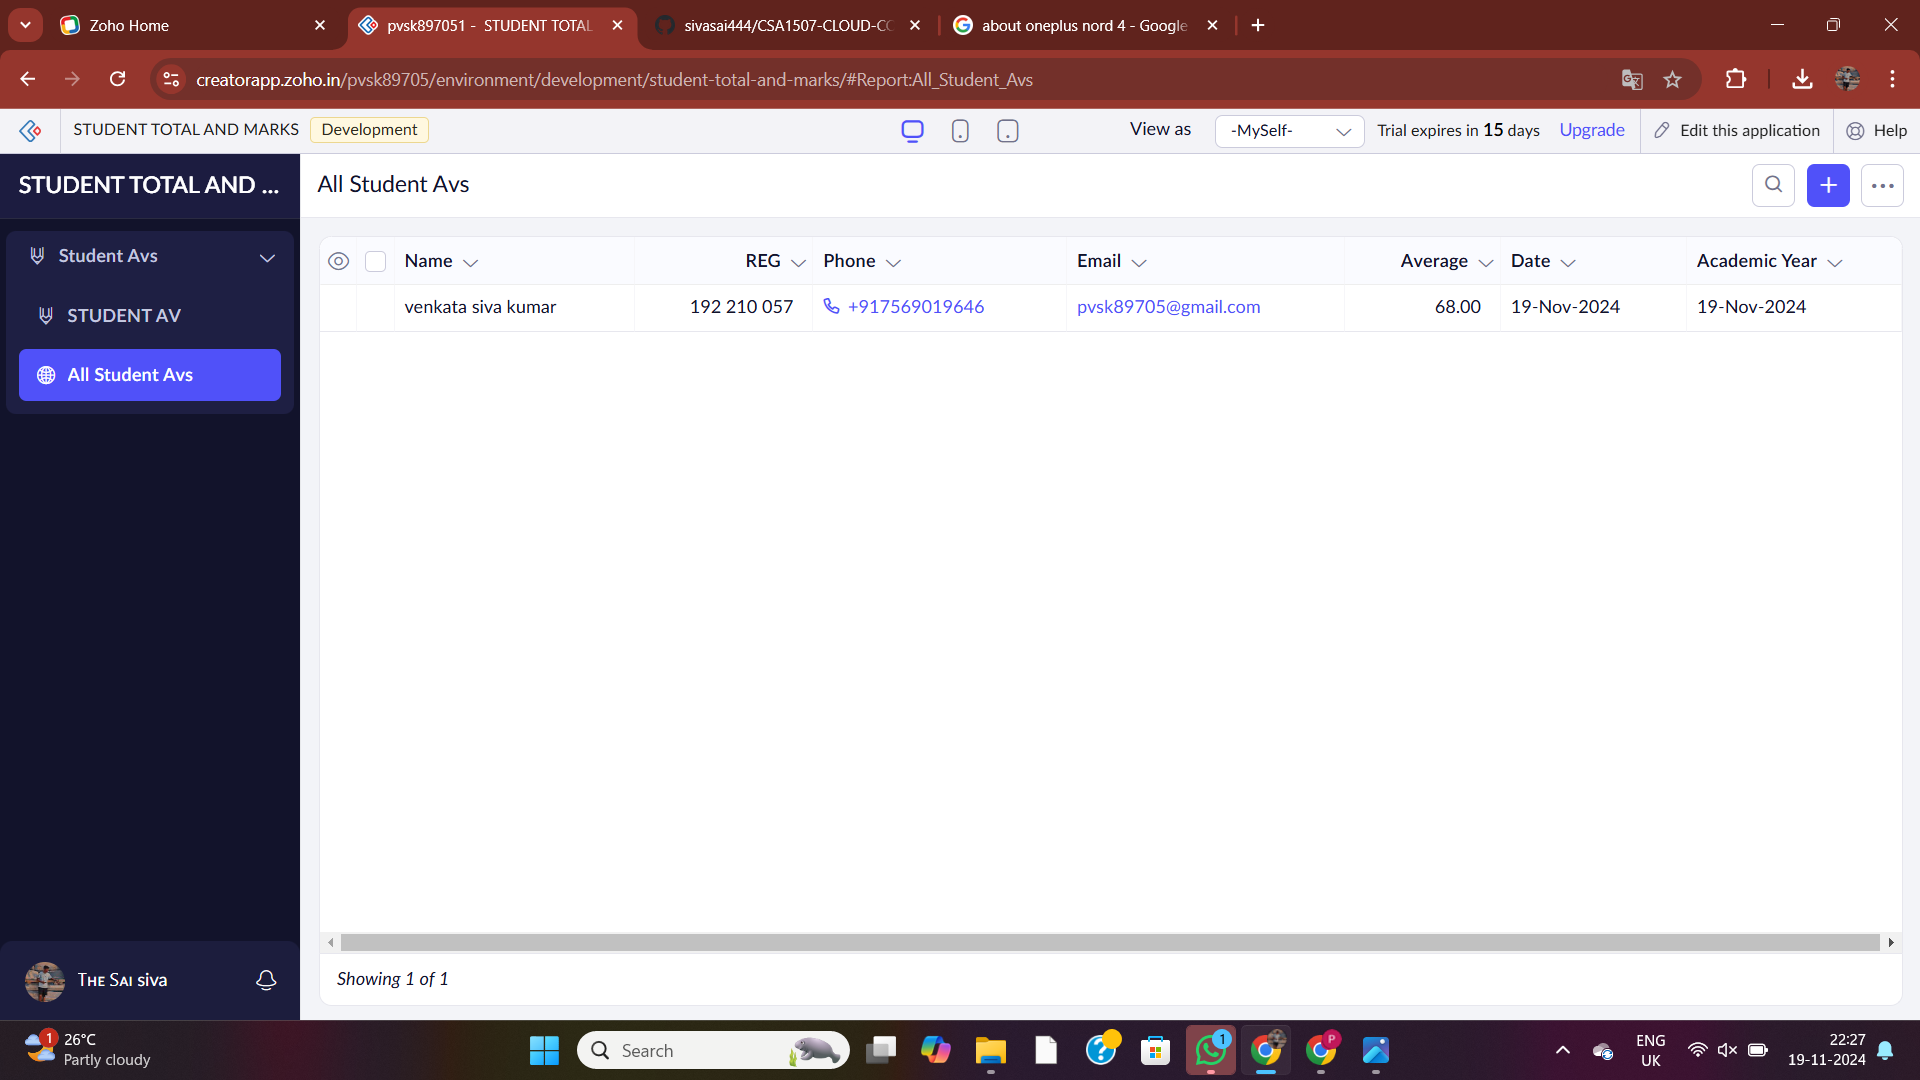 Zoho Home
pvsk897051 - STUDENT TOTAL
sivasai444/CSA1507-CLOUD-CO
about oneplus nord 4 - Google
creatorapp.zoho.in/pvsk89705/environment/development/student-total-and-marks/#Report:All_Student_Avs
STUDENT TOTAL AND MARKS Development View as -MySelf- Trial expires in 15 days Upgrade Edit this application Help
STUDENT TOTAL AND ...
Student Avs
STUDENT AV
All Student Avs
All Student Avs
Name REG Phone Email Average Date Academic Year
venkata siva kumar 192 210 057 +917569019646 pvsk89705@gmail.com 68.00 19-Nov-2024 19-Nov-2024
Showing 1 of 1
The Sai siva
1 26°C
Partly cloudy
Search
1
P
ENG
UK
22:27
19-11-2024